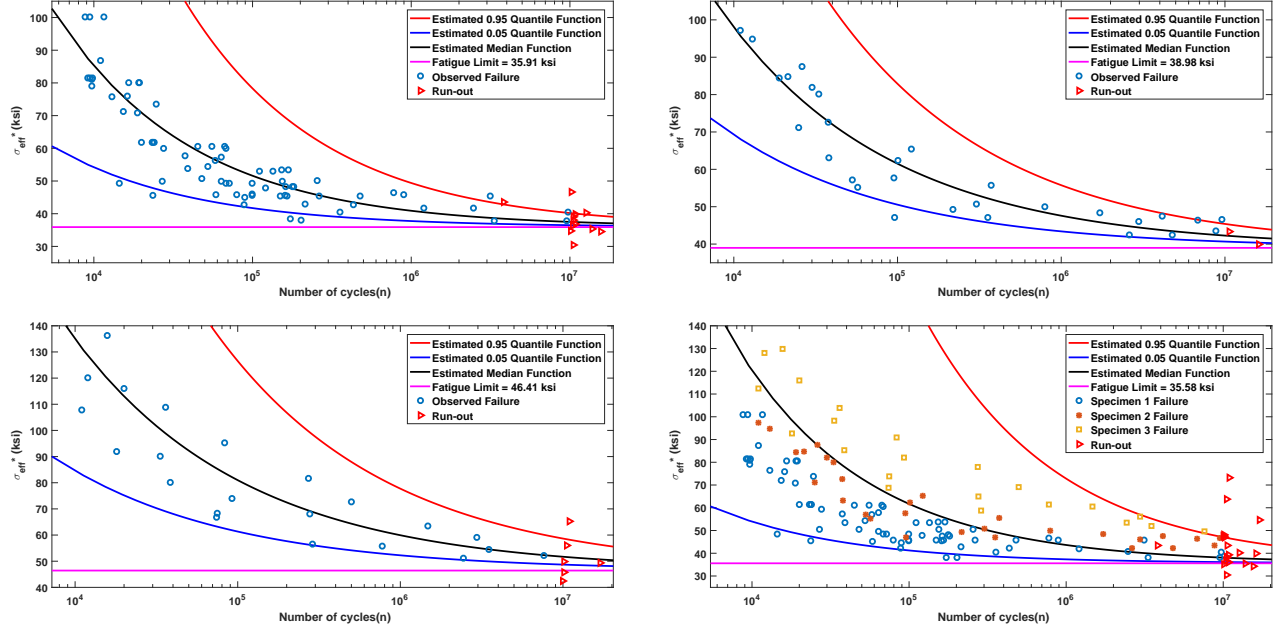 Estimated 0.95 Quantile Function
Estimated 0.05 Quantile Function
Estimated Median Function
Fatigue Limit = 35.91 ksi
Observed Failure
Run-out
100
90
80
70
60
50
40
30
σeff* (ksi)
10^4
10^5
10^6
10^7
Number of cycles(n)
Estimated 0.95 Quantile Function
Estimated 0.05 Quantile Function
Estimated Median Function
Fatigue Limit = 38.98 ksi
Observed Failure
Run-out
100
90
80
70
60
50
40
σeff* (ksi)
10^4
10^5
10^6
10^7
Number of cycles(n)
Estimated 0.95 Quantile Function
Estimated 0.05 Quantile Function
Estimated Median Function
Fatigue Limit = 46.41 ksi
Observed Failure
Run-out
140
130
120
110
100
90
80
70
60
50
40
σeff* (ksi)
10^4
10^5
10^6
10^7
Number of cycles(n)
Estimated 0.95 Quantile Function
Estimated 0.05 Quantile Function
Estimated Median Function
Fatigue Limit = 35.58 ksi
Specimen 1 Failure
Specimen 2 Failure
Specimen 3 Failure
Run-out
140
130
120
110
100
90
80
70
60
50
40
30
σeff* (ksi)
10^4
10^5
10^6
10^7
Number of cycles(n)